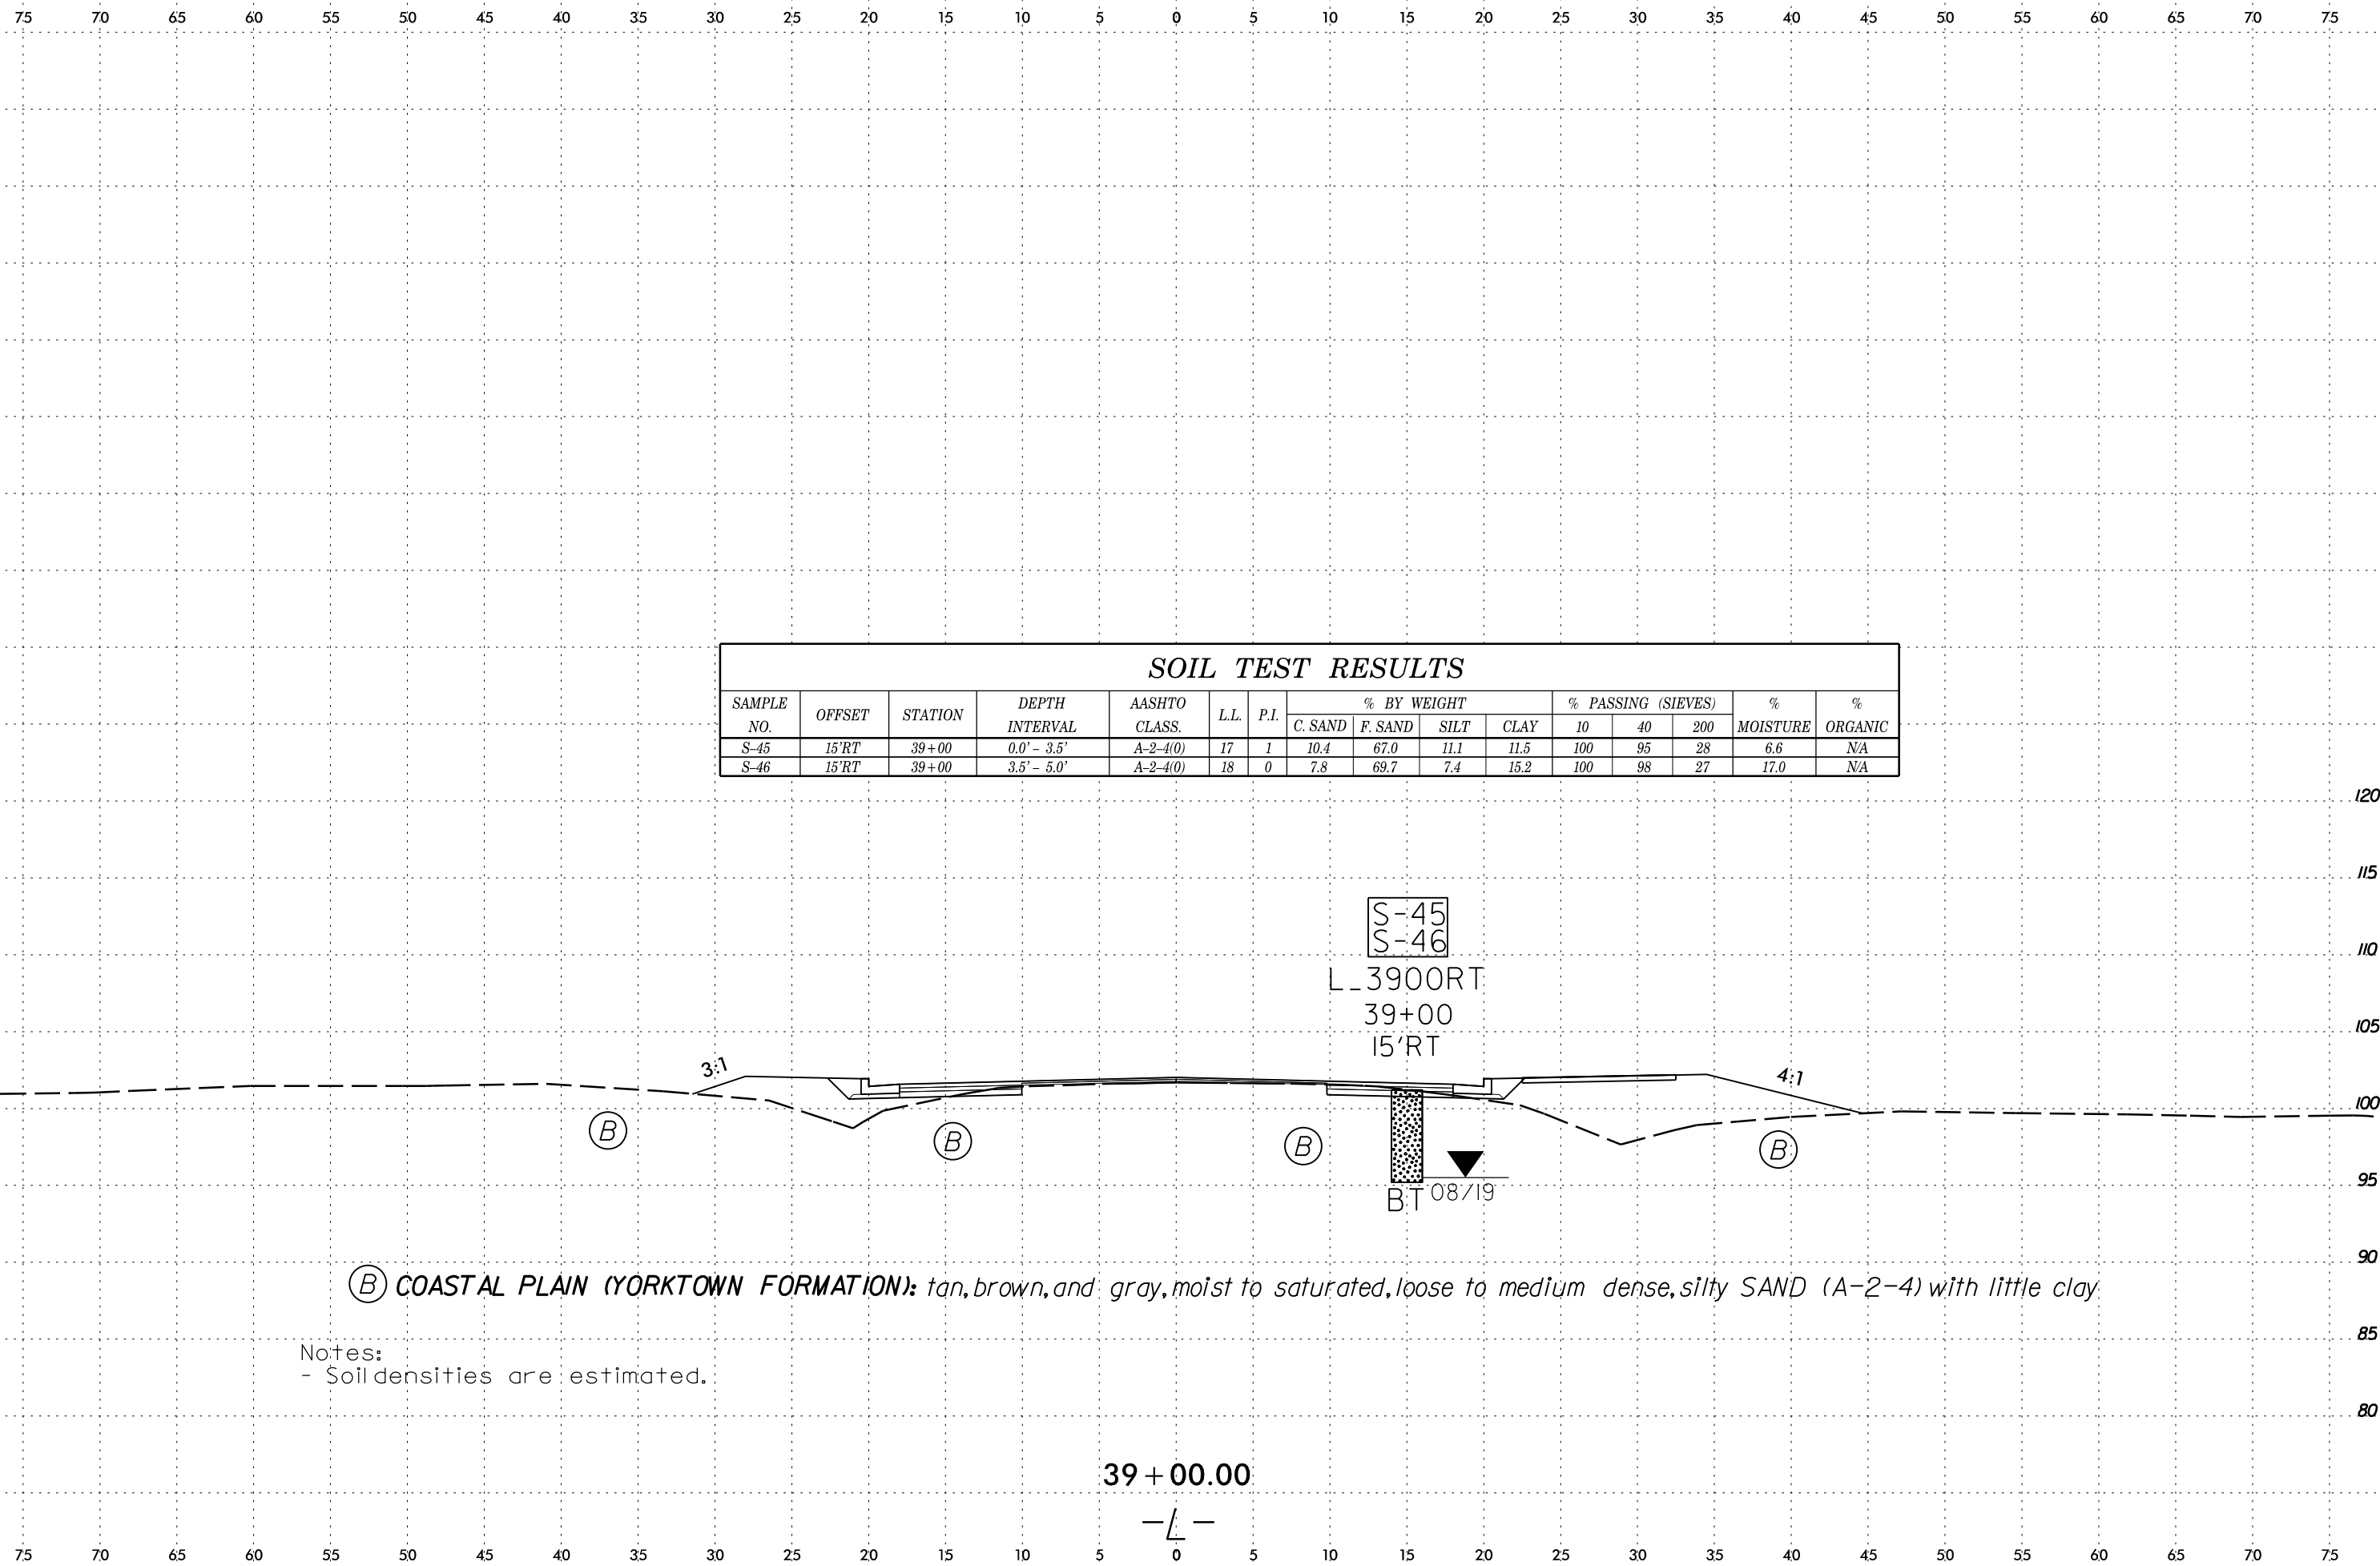 75 70 65 60 55 50 45 40 35 30 25 20 15 10 5 0 5 10 15 20 25 30 35 40 45 50 55 60 65 70 75
SOIL TEST RESULTS
SAMPLE NO. OFFSET STATION DEPTH INTERVAL AASHTO CLASS. L.L. P.I. % BY WEIGHT % PASSING (SIEVES) % MOISTURE % ORGANIC
C. SAND F. SAND SILT CLAY 10 40 200
S-45 15'RT 39+00 0.0' - 3.5' A-2-4(0) 17 1 10.4 67.0 11.1 11.5 100 95 28 6.6 N/A
S-46 15'RT 39+00 3.5' - 5.0' A-2-4(0) 18 0 7.8 69.7 7.4 15.2 100 98 27 17.0 N/A
120
115
S-45
S-46
110
L_3900RT
39+00
105
15'RT
3:1
4:1
100
B B B B
95
BT 08/19
90
B COASTAL PLAIN (YORKTOWN FORMATION): tan, brown, and gray, moist to saturated, loose to medium dense, silty SAND (A-2-4) with little clay
85
Notes:
- Soil densities are estimated.
80
39+00.00
-L-
75 70 65 60 55 50 45 40 35 30 25 20 15 10 5 0 5 10 15 20 25 30 35 40 45 50 55 60 65 70 75